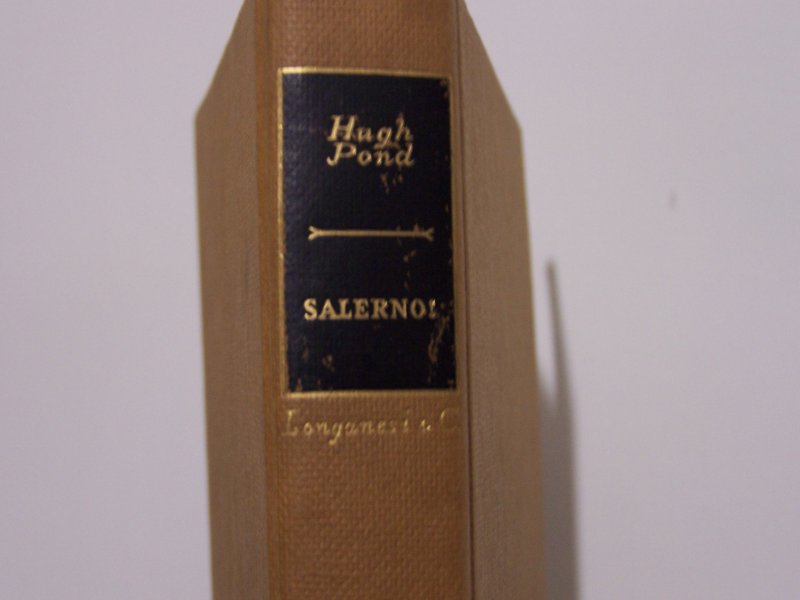 Hugh
Pond
SALERNO!
Longanesi & C